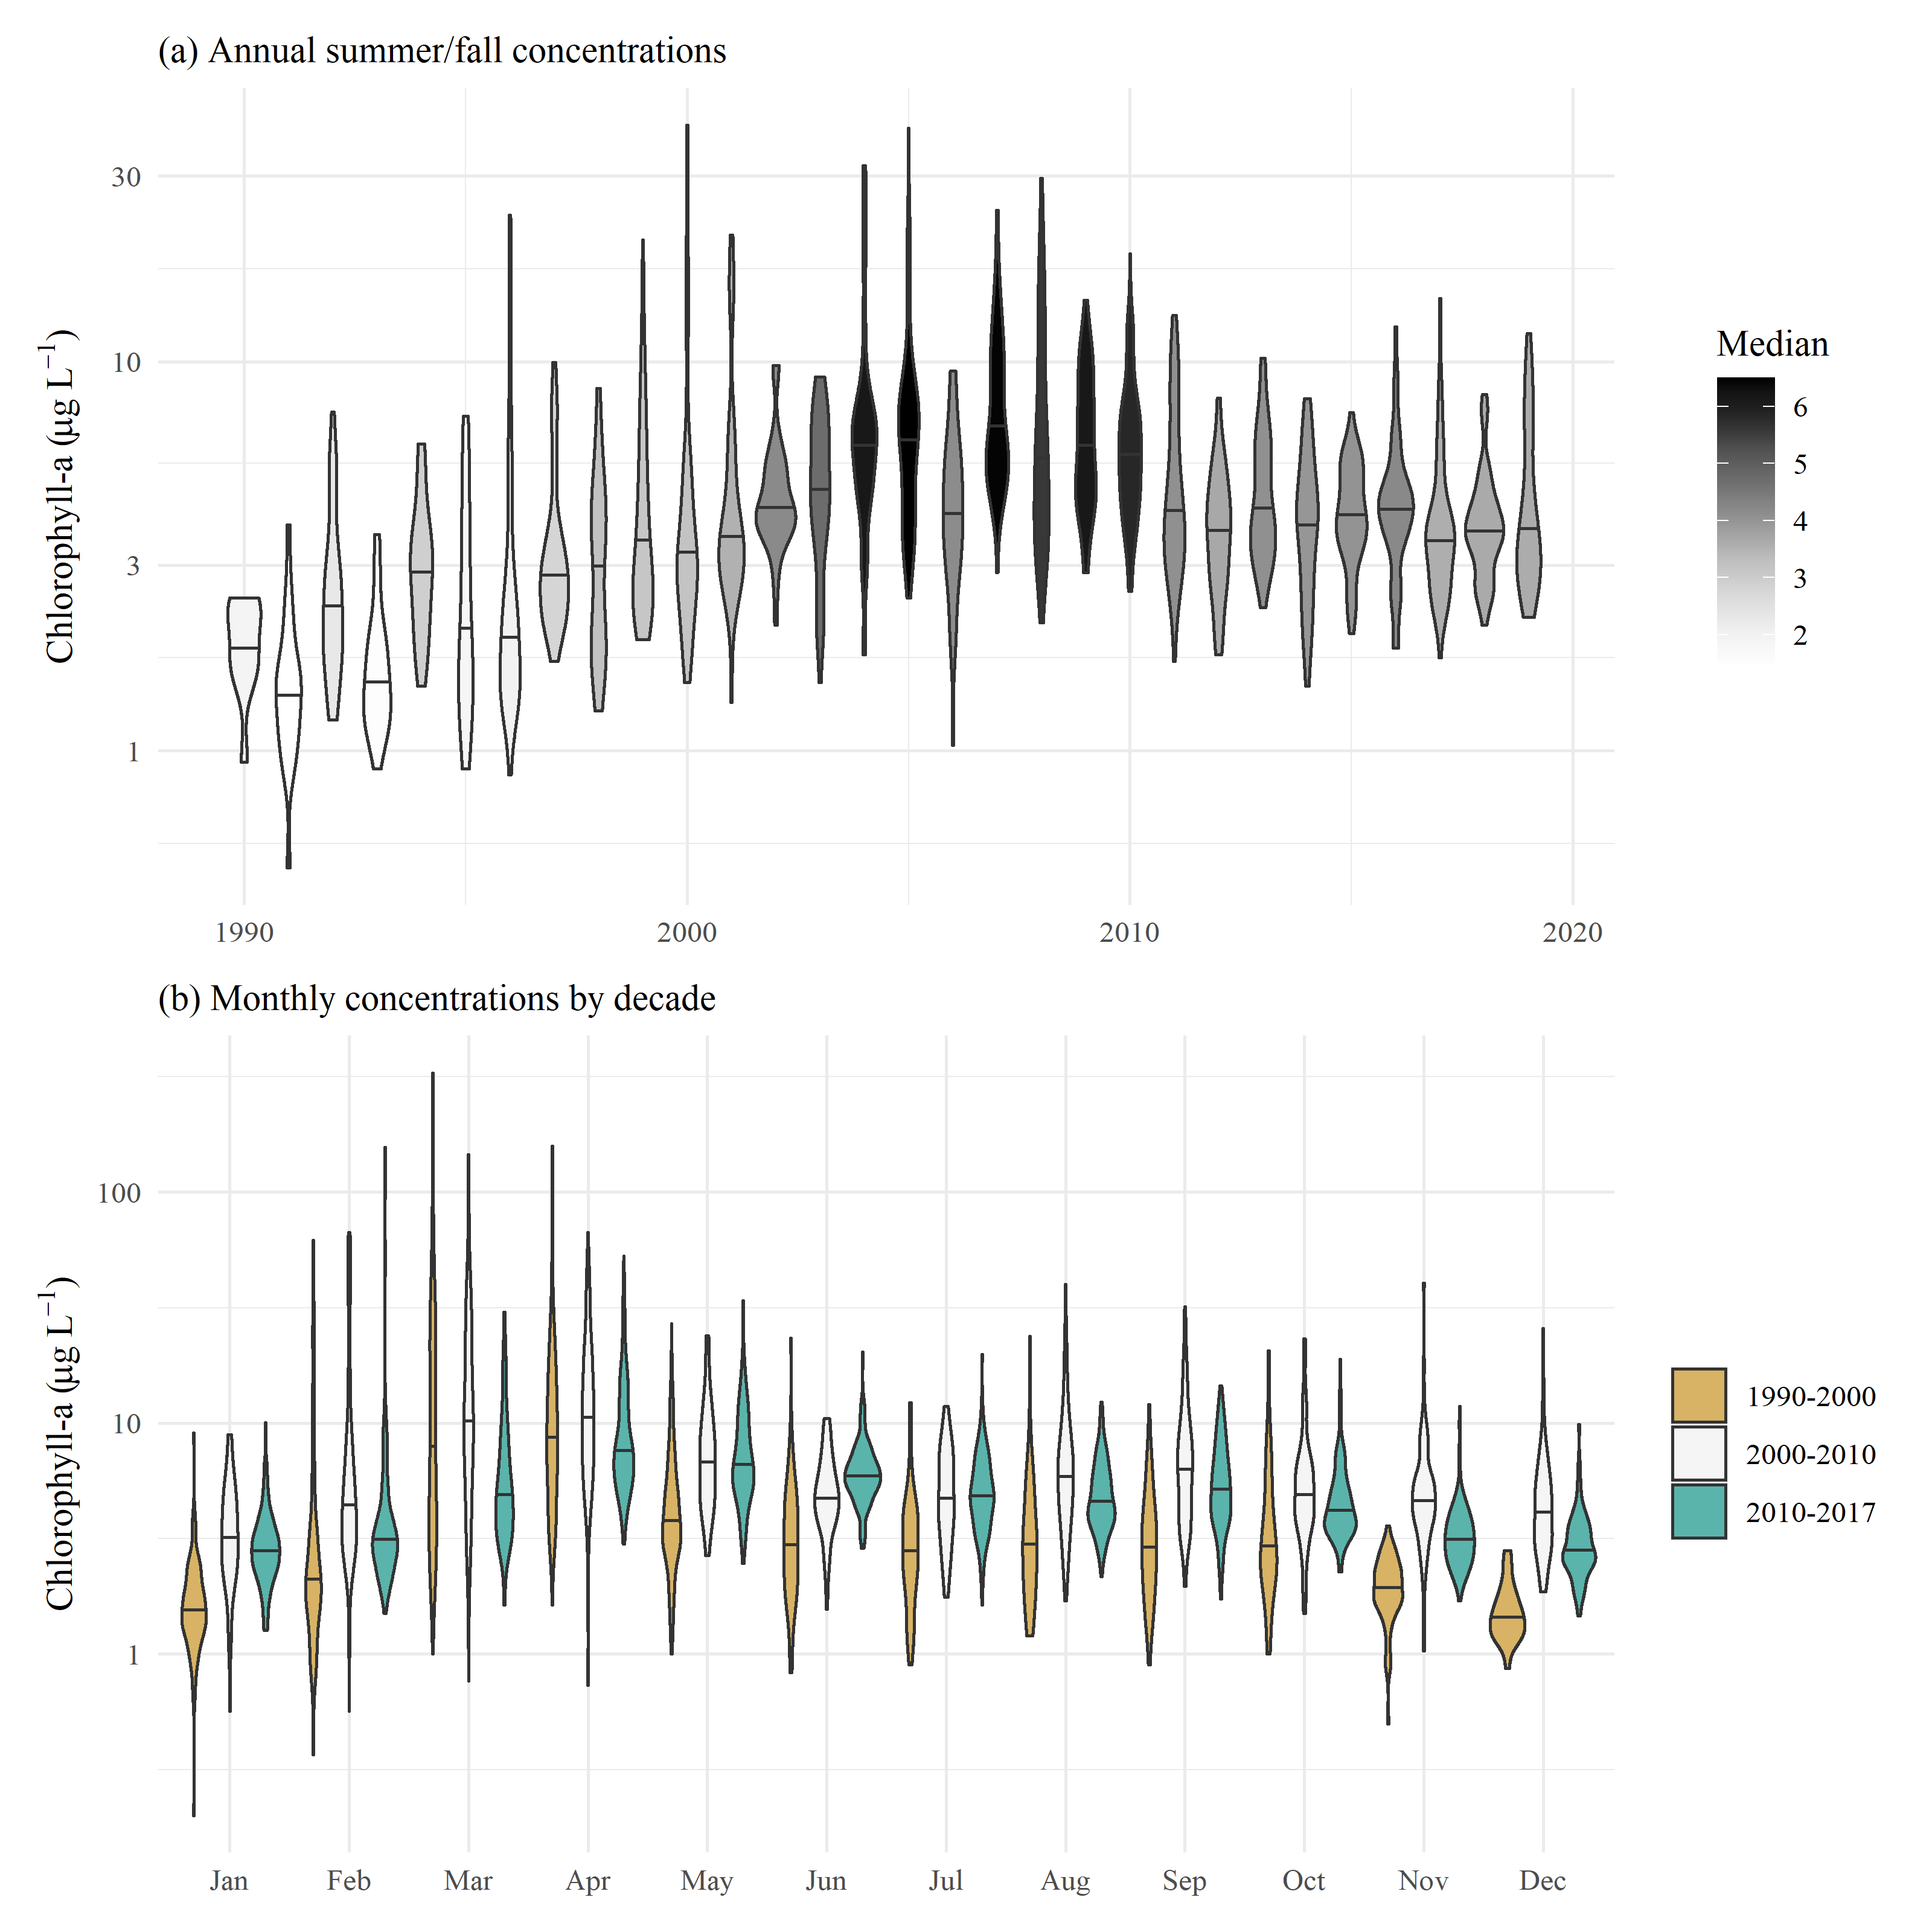 (a) Annual summer/fall concentrations
Chlorophyll-a (µg L⁻¹)
30
10
3
1
1990 2000 2010 2020
Median
6
5
4
3
2
(b) Monthly concentrations by decade
Chlorophyll-a (µg L⁻¹)
100
10
1
Jan Feb Mar Apr May Jun Jul Aug Sep Oct Nov Dec
1990-2000
2000-2010
2010-2017